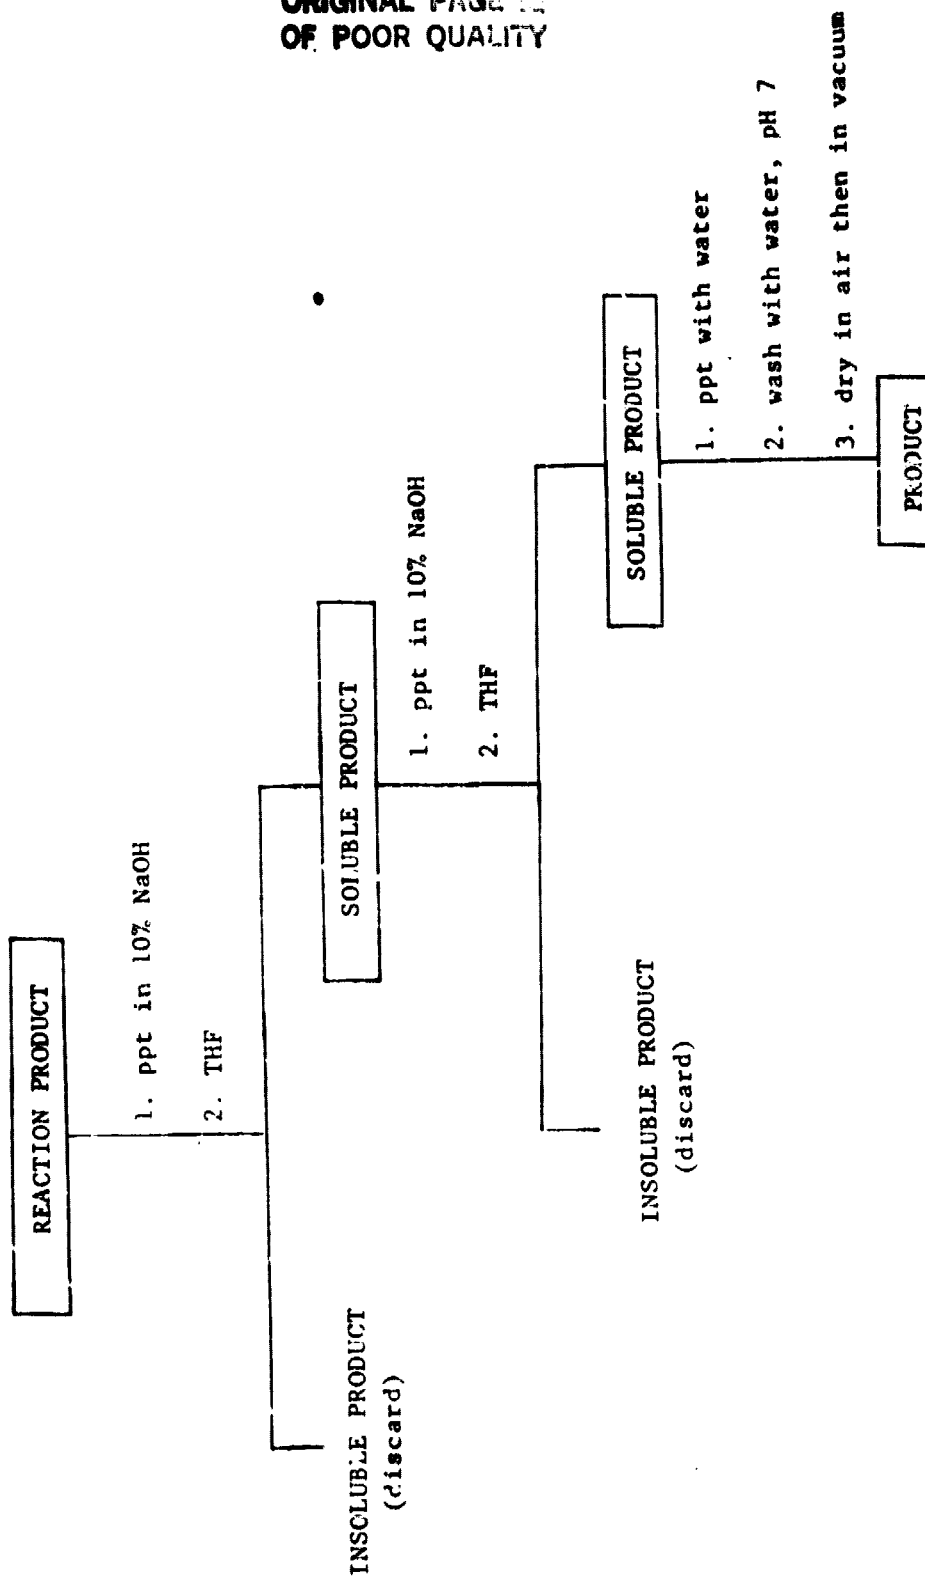 ORIGINAL PAGE
OF POOR QUALITY
REACTION PRODUCT
1. ppt in 10% NaOH
2. THF
INSOLUBLE PRODUCT
(discard)
SOLUBLE PRODUCT
1. ppt in 10% NaOH
2. THF
INSOLUBLE PRODUCT
(discard)
SOLUBLE PRODUCT
1. ppt with water
2. wash with water, pH 7
3. dry in air then in vacuum
PRODUCT